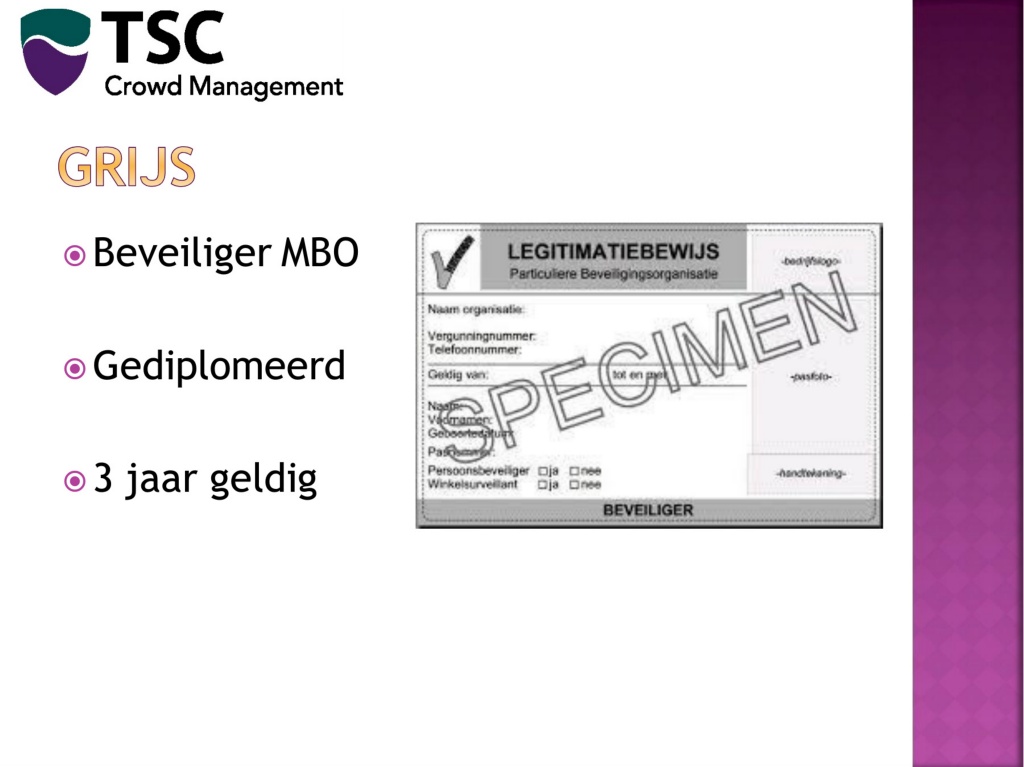 TSC
Crowd Management
GRIJS
Beveiliger MBO
Gediplomeerd
3 jaar geldig
LEGITIMATIEBEWIJS
Particuliere Beveiligingsorganisatie
-bedrijfslogo-
Naam organisatie:
Vergunningnummer:
Telefoonnummer:
Geldig van: tot en met
-pasfoto-
SPECIMEN
Naam:
Voornamen:
Geboortedatum:
Pasnummer:
Persoonsbeveiliger ja nee
Winkelsurveillant ja nee
-handtekening-
BEVEILIGER